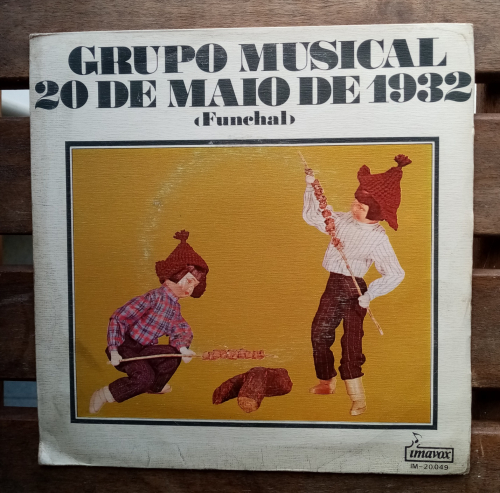 GRUPO MUSICAL
20 DE MAIO DE 1932
(Funchal)
imavox
IM-20049